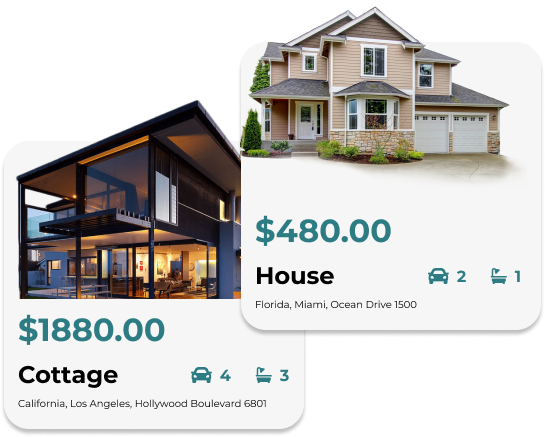 $480.00
House 2 1
Florida, Miami, Ocean Drive 1500
$1880.00
Cottage 4 3
California, Los Angeles, Hollywood Boulevard 6801